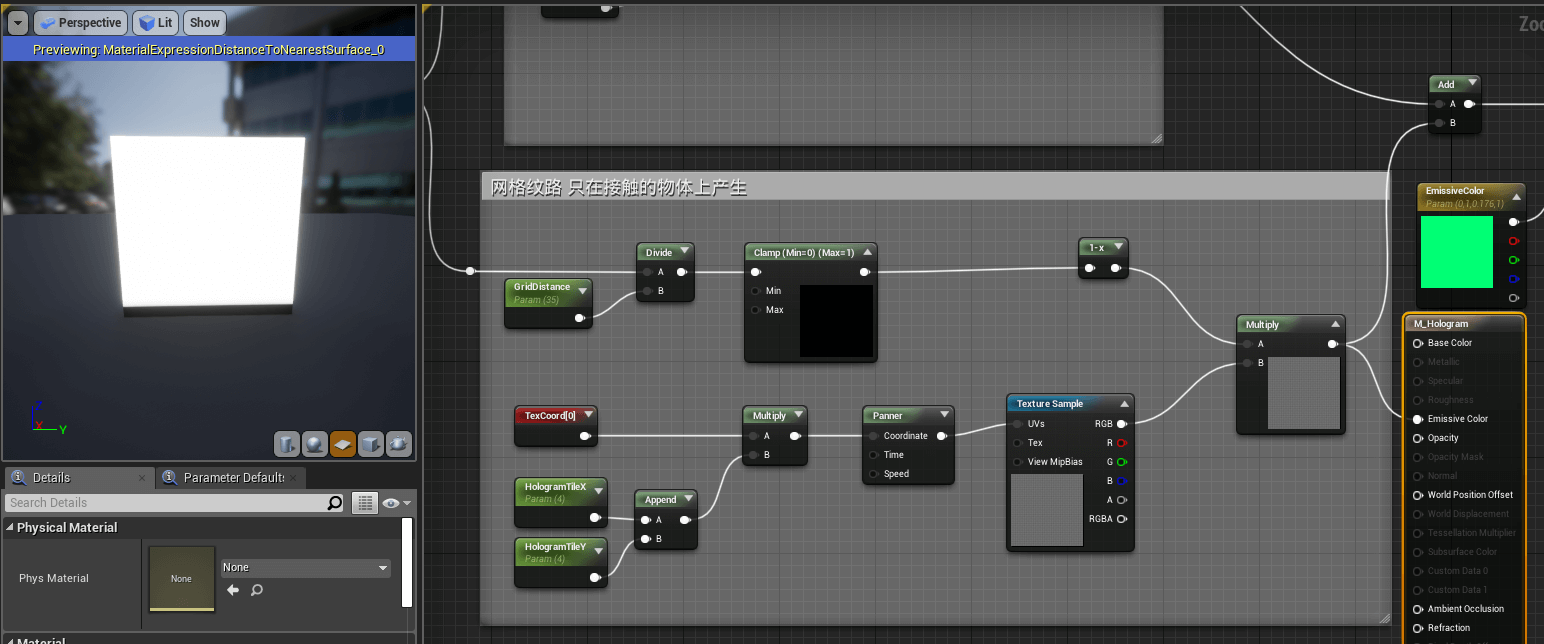 Perspective
Lit
Show
Previewing: MaterialExpressionDistanceToNearestSurface_0
Z
Y
X
Details
Parameter Default
Search Details
Physical Material
Phys Material
None
None
Material
Zoo
Add
A
B
网格纹路 只在接触的物体上产生
GridDistance
Param (35)
Divide
A
B
Clamp (Min=0) (Max=1)
Min
Max
1-x
EmissiveColor
Param (0,1,0.176,1)
Multiply
A
B
TexCoord[0]
HologramTileX
Param (4)
HologramTileY
Param (4)
Append
A
B
Multiply
A
B
Panner
Coordinate
Time
Speed
Texture Sample
UVs
RGB
Tex
R
View MipBias
G
B
A
RGBA
M_Hologram
Base Color
Metallic
Specular
Roughness
Emissive Color
Opacity
Opacity Mask
Normal
World Position Offset
World Displacement
Tessellation Multiplier
Subsurface Color
Custom Data 0
Custom Data 1
Ambient Occlusion
Refraction